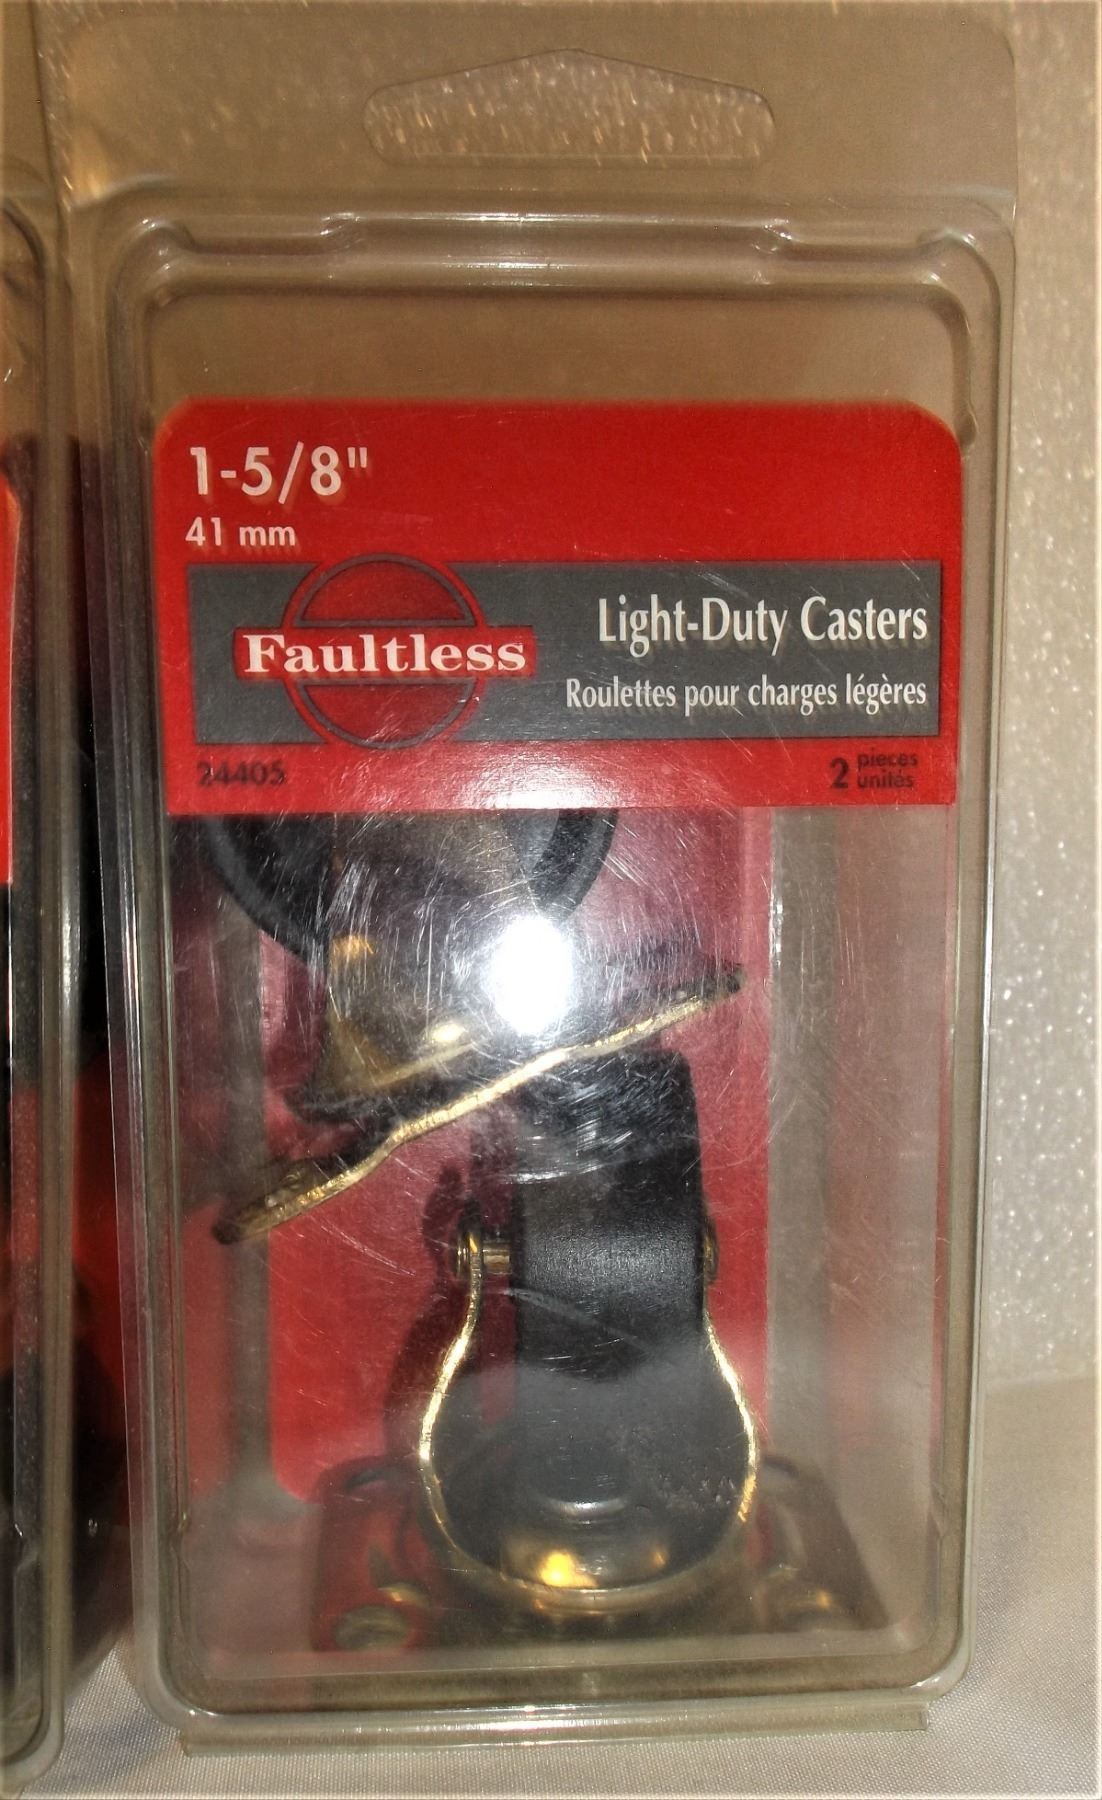 1-5/8"
41 mm
Faultless
Light-Duty Casters
Roulettes pour charges légères
24405
2 pieces
unités